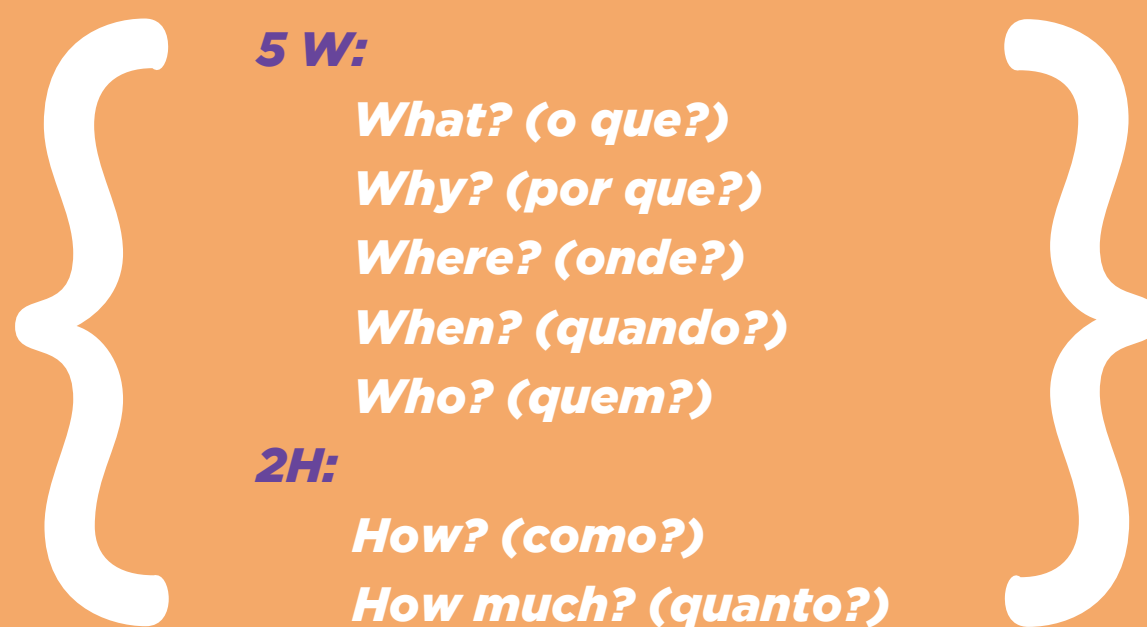 5 W:
What? (o que?)
Why? (por que?)
Where? (onde?)
When? (quando?)
Who? (quem?)
2H:
How? (como?)
How much? (quanto?)